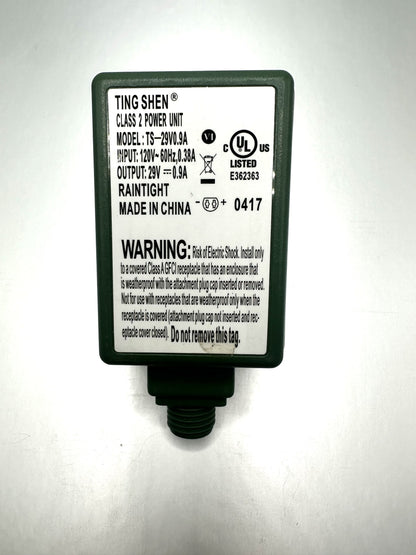 TING SHEN®
CLASS 2 POWER UNIT
MODEL: TS-29V0.9A
INPUT: 120V~60Hz, 0.38A
OUTPUT: 29V⎓0.9A
RAINTIGHT
MADE IN CHINA - + 0417
VI
C UL US
LISTED
E362363
WARNING: Risk of Electric Shock. Install only
to a covered Class A GFCI receptacle that has an enclosure that
is weatherproof with the attachment plug cap inserted or removed.
Not for use with receptacles that are weatherproof only when the
receptacle is covered (attachment plug cap not inserted and rec-
eptacle cover closed). Do not remove this tag.